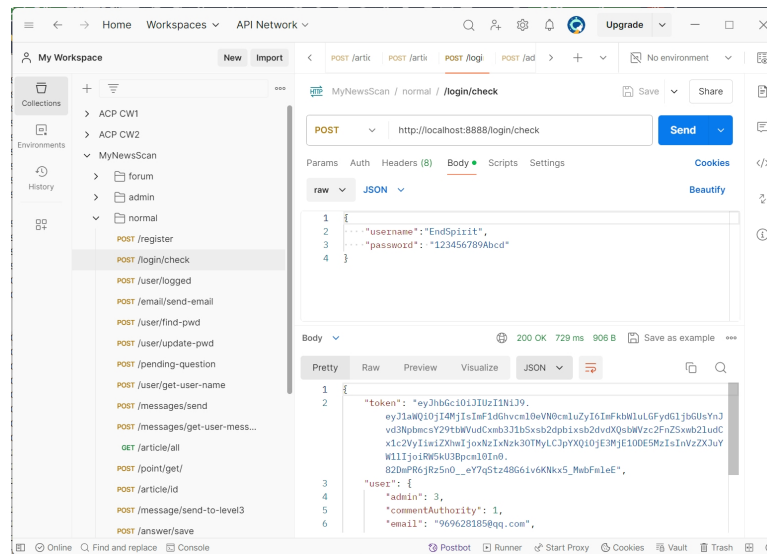 Home Workspaces API Network Upgrade
My Workspace New Import POST /artic POST /artic POST /logi POST /ad No environment
Collections
Environments
History
ACP CW1
ACP CW2
MyNewsScan
forum
admin
normal
POST /register
POST /login/check
POST /user/logged
POST /email/send-email
POST /user/find-pwd
POST /user/update-pwd
POST /pending-question
POST /user/get-user-name
POST /messages/send
POST /messages/get-user-mess...
GET /article/all
POST /point/get/
POST /article/id
POST /message/send-to-level3
POST /answer/save
HTTP MyNewsScan / normal / /login/check Save Share
POST http://localhost:8888/login/check Send
Params Auth Headers (8) Body Scripts Settings Cookies
raw JSON Beautify
1 {
2 "username":"EndSpirit",
3 "password": "123456789Abcd"
4 }
Body 200 OK 729 ms 906 B Save as example
Pretty Raw Preview Visualize JSON
1 {
2 "token": "eyJhbGciOiJIUzI1NiJ9.
3 "user": {
4 "admin": 3,
5 "commentAuthority": 1,
6 "email": "969628185@qq.com",
Online Find and replace Console Postbot Runner Start Proxy Cookies Vault Trash